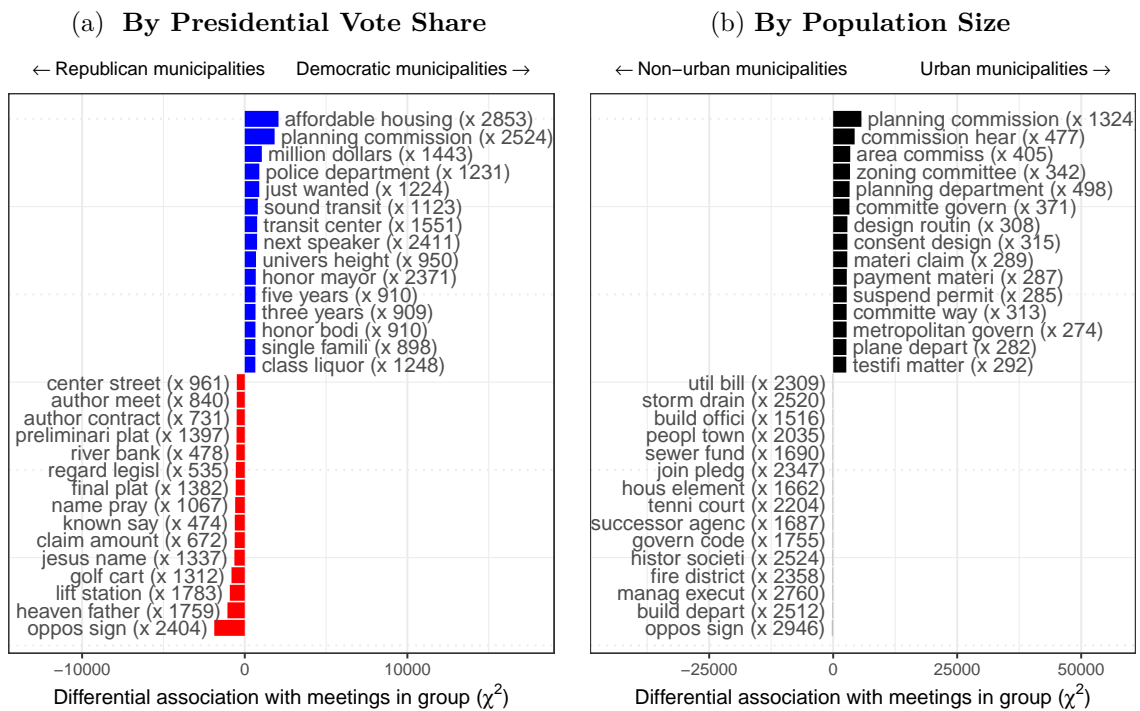 (a) By Presidential Vote Share
← Republican municipalities Democratic municipalities →
affordable housing (x 2853)
planning commission (x 2524)
million dollars (x 1443)
police department (x 1231)
just wanted (x 1224)
sound transit (x 1123)
transit center (x 1551)
next speaker (x 2411)
univers height (x 950)
honor mayor (x 2371)
five years (x 910)
three years (x 909)
honor bodi (x 910)
single famili (x 898)
class liquor (x 1248)
center street (x 961)
author meet (x 840)
author contract (x 731)
preliminari plat (x 1397)
river bank (x 478)
regard legisl (x 535)
final plat (x 1382)
name pray (x 1067)
known say (x 474)
claim amount (x 672)
jesus name (x 1337)
golf cart (x 1312)
lift station (x 1783)
heaven father (x 1759)
oppos sign (x 2404)
−10000 0 10000
Differential association with meetings in group (χ²)
(b) By Population Size
← Non−urban municipalities Urban municipalities →
planning commission (x 1324
commission hear (x 477)
area commiss (x 405)
zoning committee (x 342)
planning department (x 498)
committe govern (x 371)
design routin (x 308)
consent design (x 315)
materi claim (x 289)
payment materi (x 287)
suspend permit (x 285)
committe way (x 313)
metropolitan govern (x 274)
plane depart (x 282)
testifi matter (x 292)
util bill (x 2309)
storm drain (x 2520)
build offici (x 1516)
peopl town (x 2035)
sewer fund (x 1690)
join pledg (x 2347)
hous element (x 1662)
tenni court (x 2204)
successor agenc (x 1687)
govern code (x 1755)
histor societi (x 2524)
fire district (x 2358)
manag execut (x 2760)
build depart (x 2512)
oppos sign (x 2946)
−25000 0 25000 50000
Differential association with meetings in group (χ²)